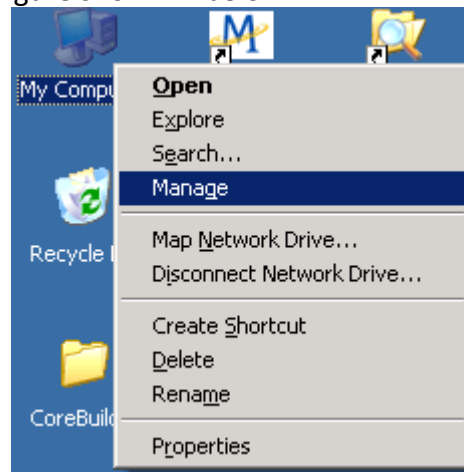 My Compu
Open
Explore
Search...
Manage
Recycle
Map Network Drive...
Disconnect Network Drive...
Create Shortcut
Delete
Rename
CoreBuild
Properties